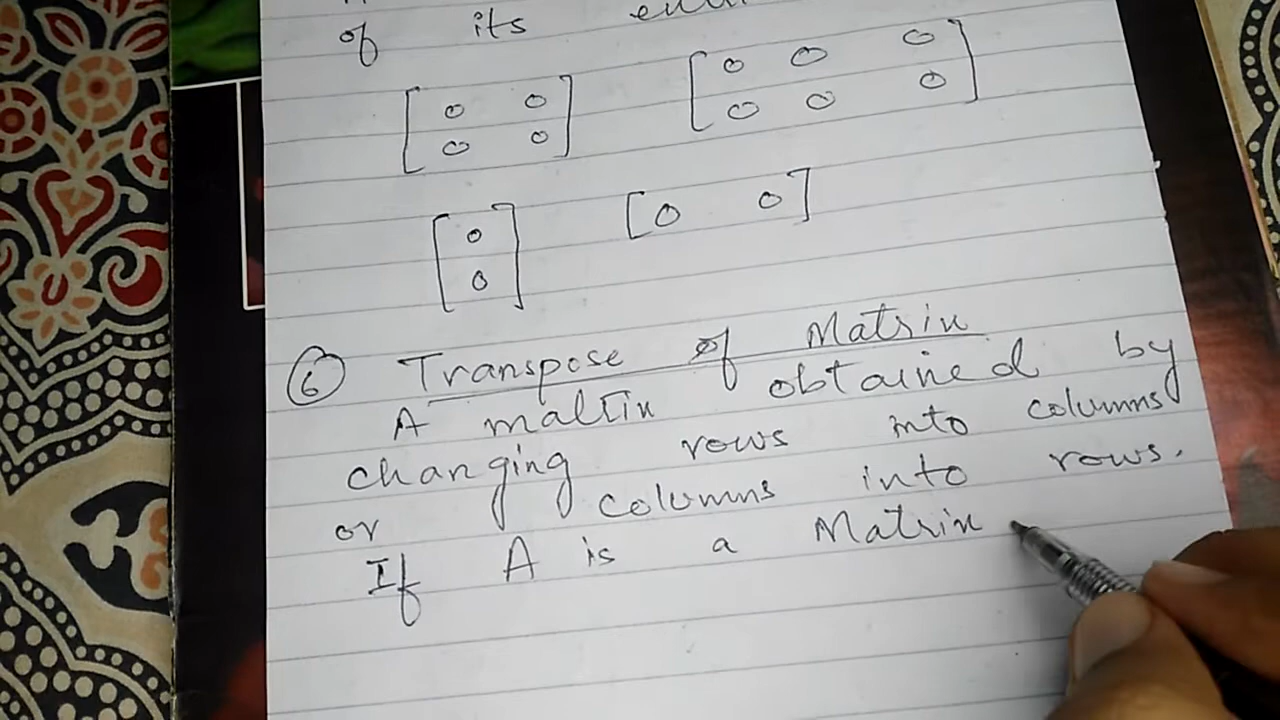 of its
[ 0 0 [ 0 0 0
0 0 ] 0 0 0 ]
[ 0 [ 0 0 ]
0 ]
⑥ Transpose of Matrix
A matrix obtained by
changing rows into columns
or columns into rows.
If A is a Matrix